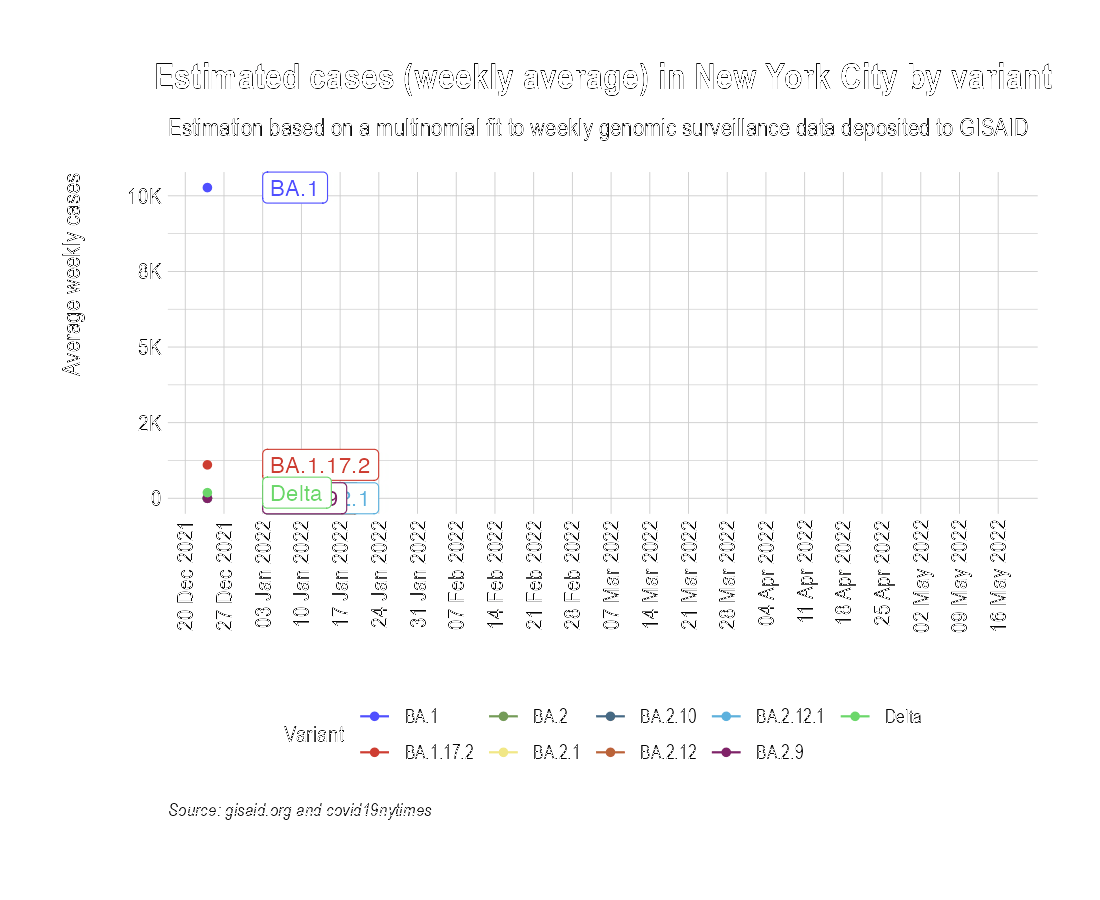 Estimated cases (weekly average) in New York City by variant
Estimation based on a multinomial fit to weekly genomic surveillance data deposited to GISAID
Average weekly cases
10K
8K
5K
2K
0
BA.1
BA.1.17.2
Delta
9
2.1
20 Dec 2021
27 Dec 2021
03 Jan 2022
10 Jan 2022
17 Jan 2022
24 Jan 2022
31 Jan 2022
07 Feb 2022
14 Feb 2022
21 Feb 2022
28 Feb 2022
07 Mar 2022
14 Mar 2022
21 Mar 2022
28 Mar 2022
04 Apr 2022
11 Apr 2022
18 Apr 2022
25 Apr 2022
02 May 2022
09 May 2022
16 May 2022
Variant
BA.1
BA.2
BA.2.10
BA.2.12.1
Delta
BA.1.17.2
BA.2.1
BA.2.12
BA.2.9
Source: gisaid.org and covid19nytimes